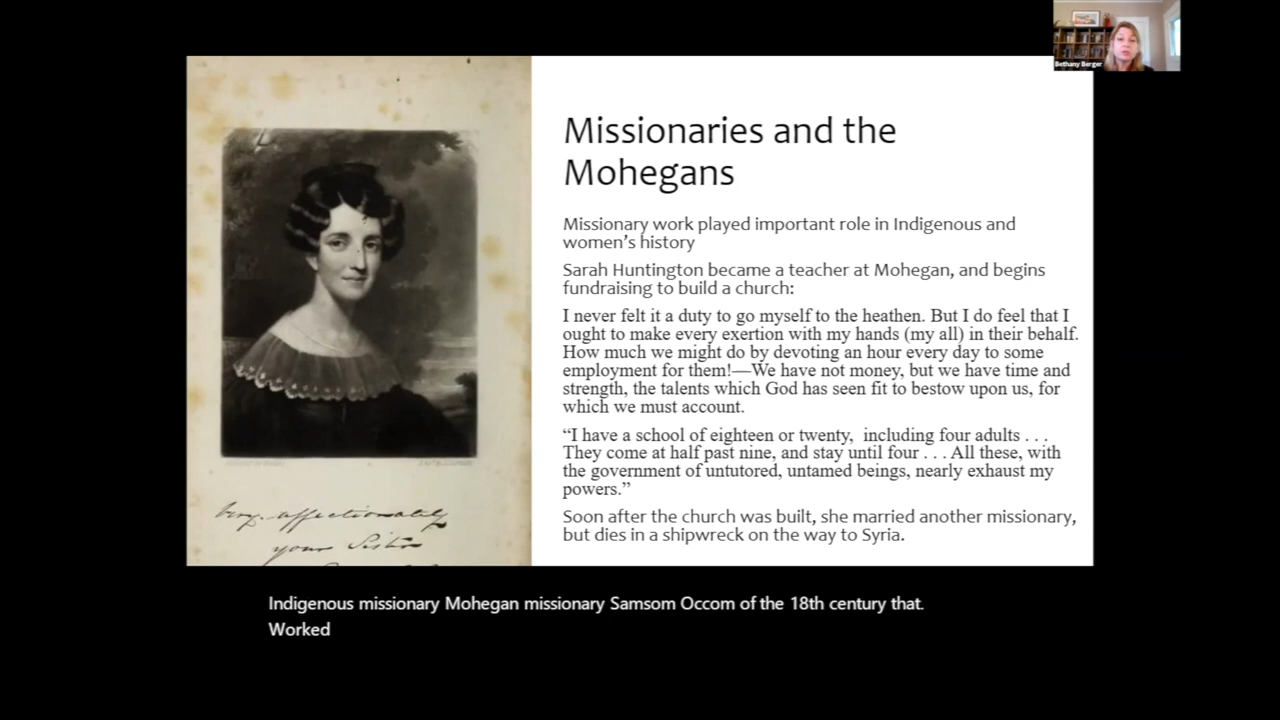 Bethany Berger
Missionaries and the
Mohegans
Missionary work played important role in Indigenous and
women's history
Sarah Huntington became a teacher at Mohegan, and begins
fundraising to build a church:
I never felt it a duty to go myself to the heathen. But I do feel that I
ought to make every exertion with my hands (my all) in their behalf.
How much we might do by devoting an hour every day to some
employment for them!—We have not money, but we have time and
strength, the talents which God has seen fit to bestow upon us, for
which we must account.
“I have a school of eighteen or twenty,  including four adults . . .
They come at half past nine, and stay until four . . . All these, with
the government of untutored, untamed beings, nearly exhaust my
powers.”
Soon after the church was built, she married another missionary,
but dies in a shipwreck on the way to Syria.
Very affectionately
your Sister
Indigenous missionary Mohegan missionary Samsom Occom of the 18th century that.
Worked